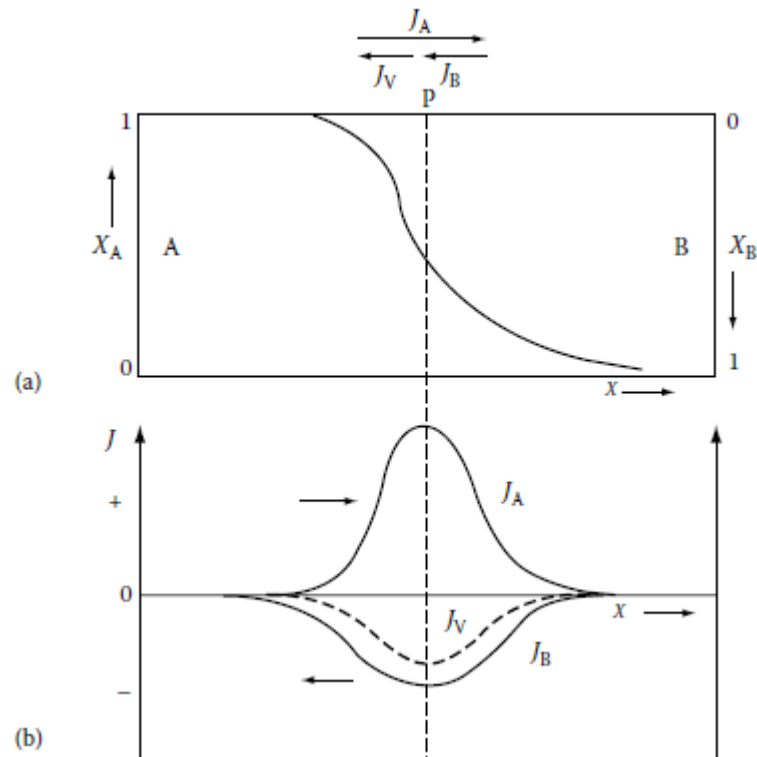 J_A
J_V J_B
p
1 0
X_A A B X_B
0 1
(a) x
J
+ J_A
0 x
J_V
J_B
–
(b)